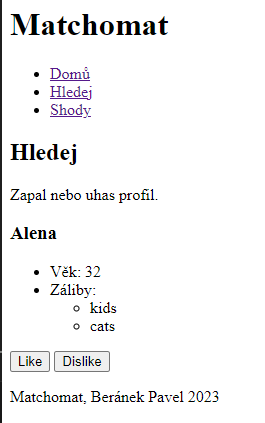 Matchomat
Domů
Hledej
Shody
Hledej
Zapal nebo uhas profil.
Alena
Věk: 32
Záliby:
kids
cats
Like Dislike
Matchomat, Beránek Pavel 2023